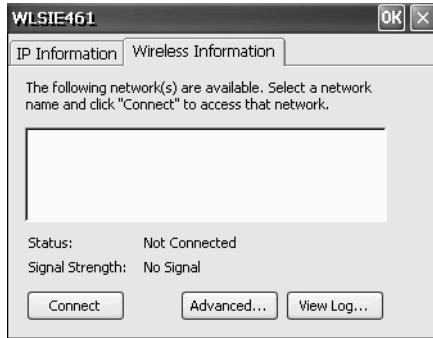 WLSIE461 OK ×
IP Information Wireless Information
The following network(s) are available. Select a network
name and click "Connect" to access that network.
Status: Not Connected
Signal Strength: No Signal
Connect Advanced... View Log...